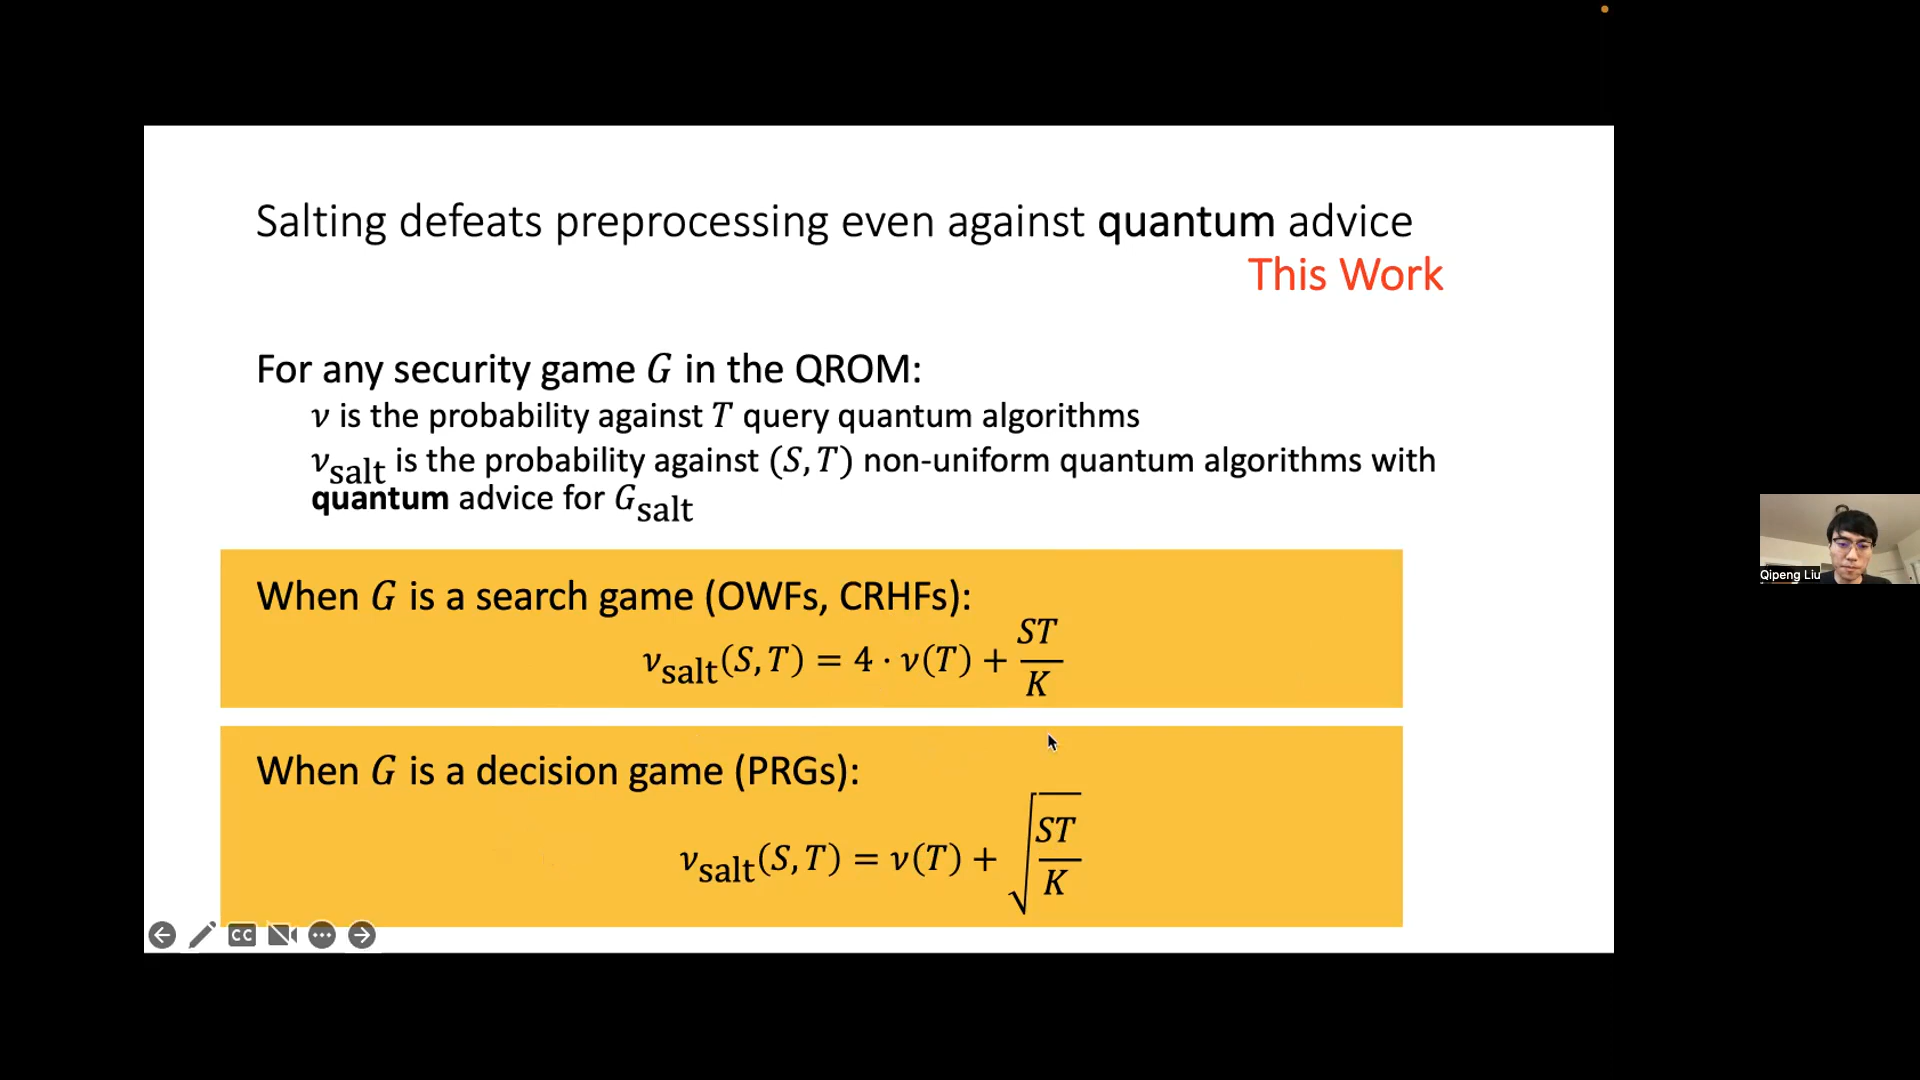 Salting defeats preprocessing even against quantum advice
This Work
For any security game G in the QROM:
ν is the probability against T query quantum algorithms
ν_salt is the probability against (S, T) non-uniform quantum algorithms with
quantum advice for G_salt
When G is a search game (OWFs, CRHFs):
ν_salt(S, T) = 4 · ν(T) + ST/K
When G is a decision game (PRGs):
ν_salt(S, T) = ν(T) + √(ST/K)
CC
Qipeng Liu